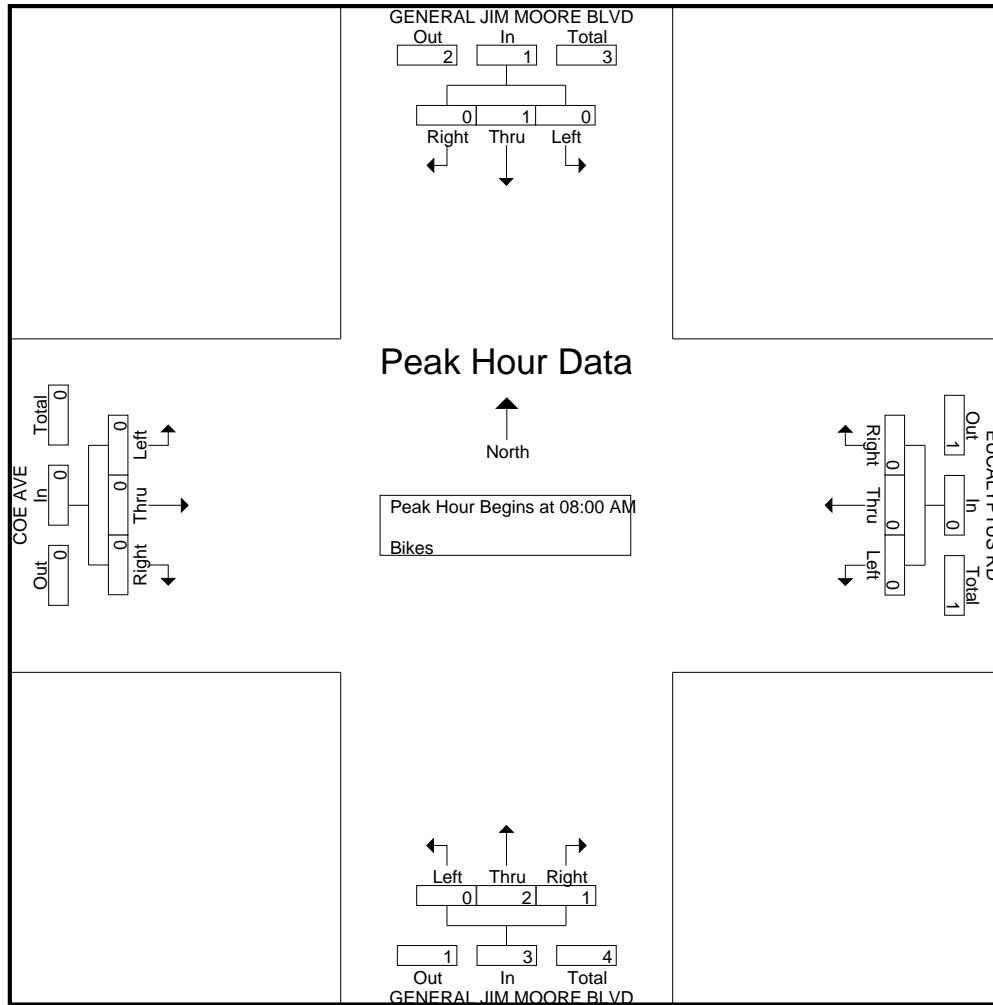 GENERAL JIM MOORE BLVD
Out In Total
2 1 3
0 1 0
Right Thru Left
Peak Hour Data
North
Peak Hour Begins at 08:00 AM
Bikes
COE AVE
Out In Total
0 0 0
0 0 0
Left Thru Right
EUCALYPTUS RD
Out In Total
1 0 1
Right Thru Left
0 0 0
Left Thru Right
0 2 1
1 3 4
Out In Total
GENERAL JIM MOORE BLVD